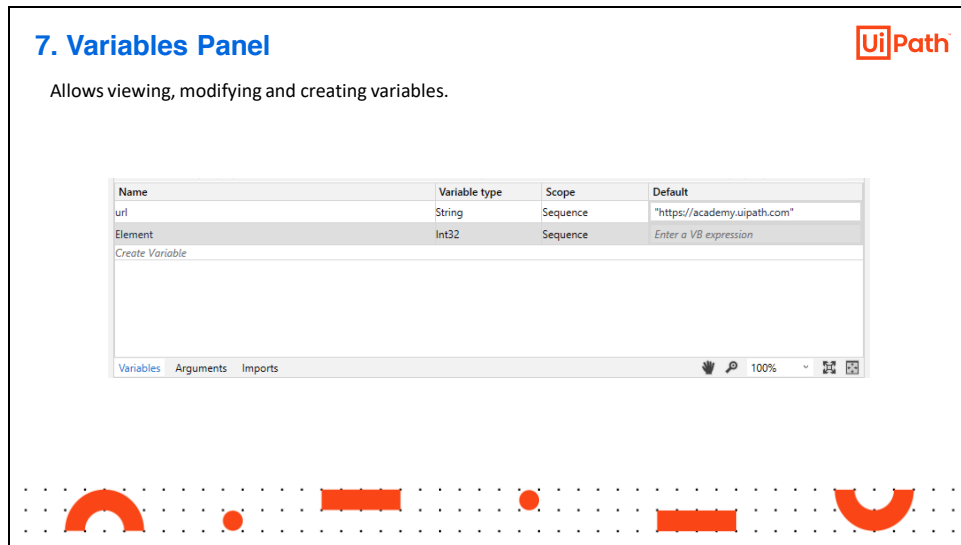 7. Variables Panel
UiPath
Allows viewing, modifying and creating variables.
Name Variable type Scope Default
url String Sequence "https://academy.uipath.com"
Element Int32 Sequence Enter a VB expression
Create Variable
Variables Arguments Imports 100%